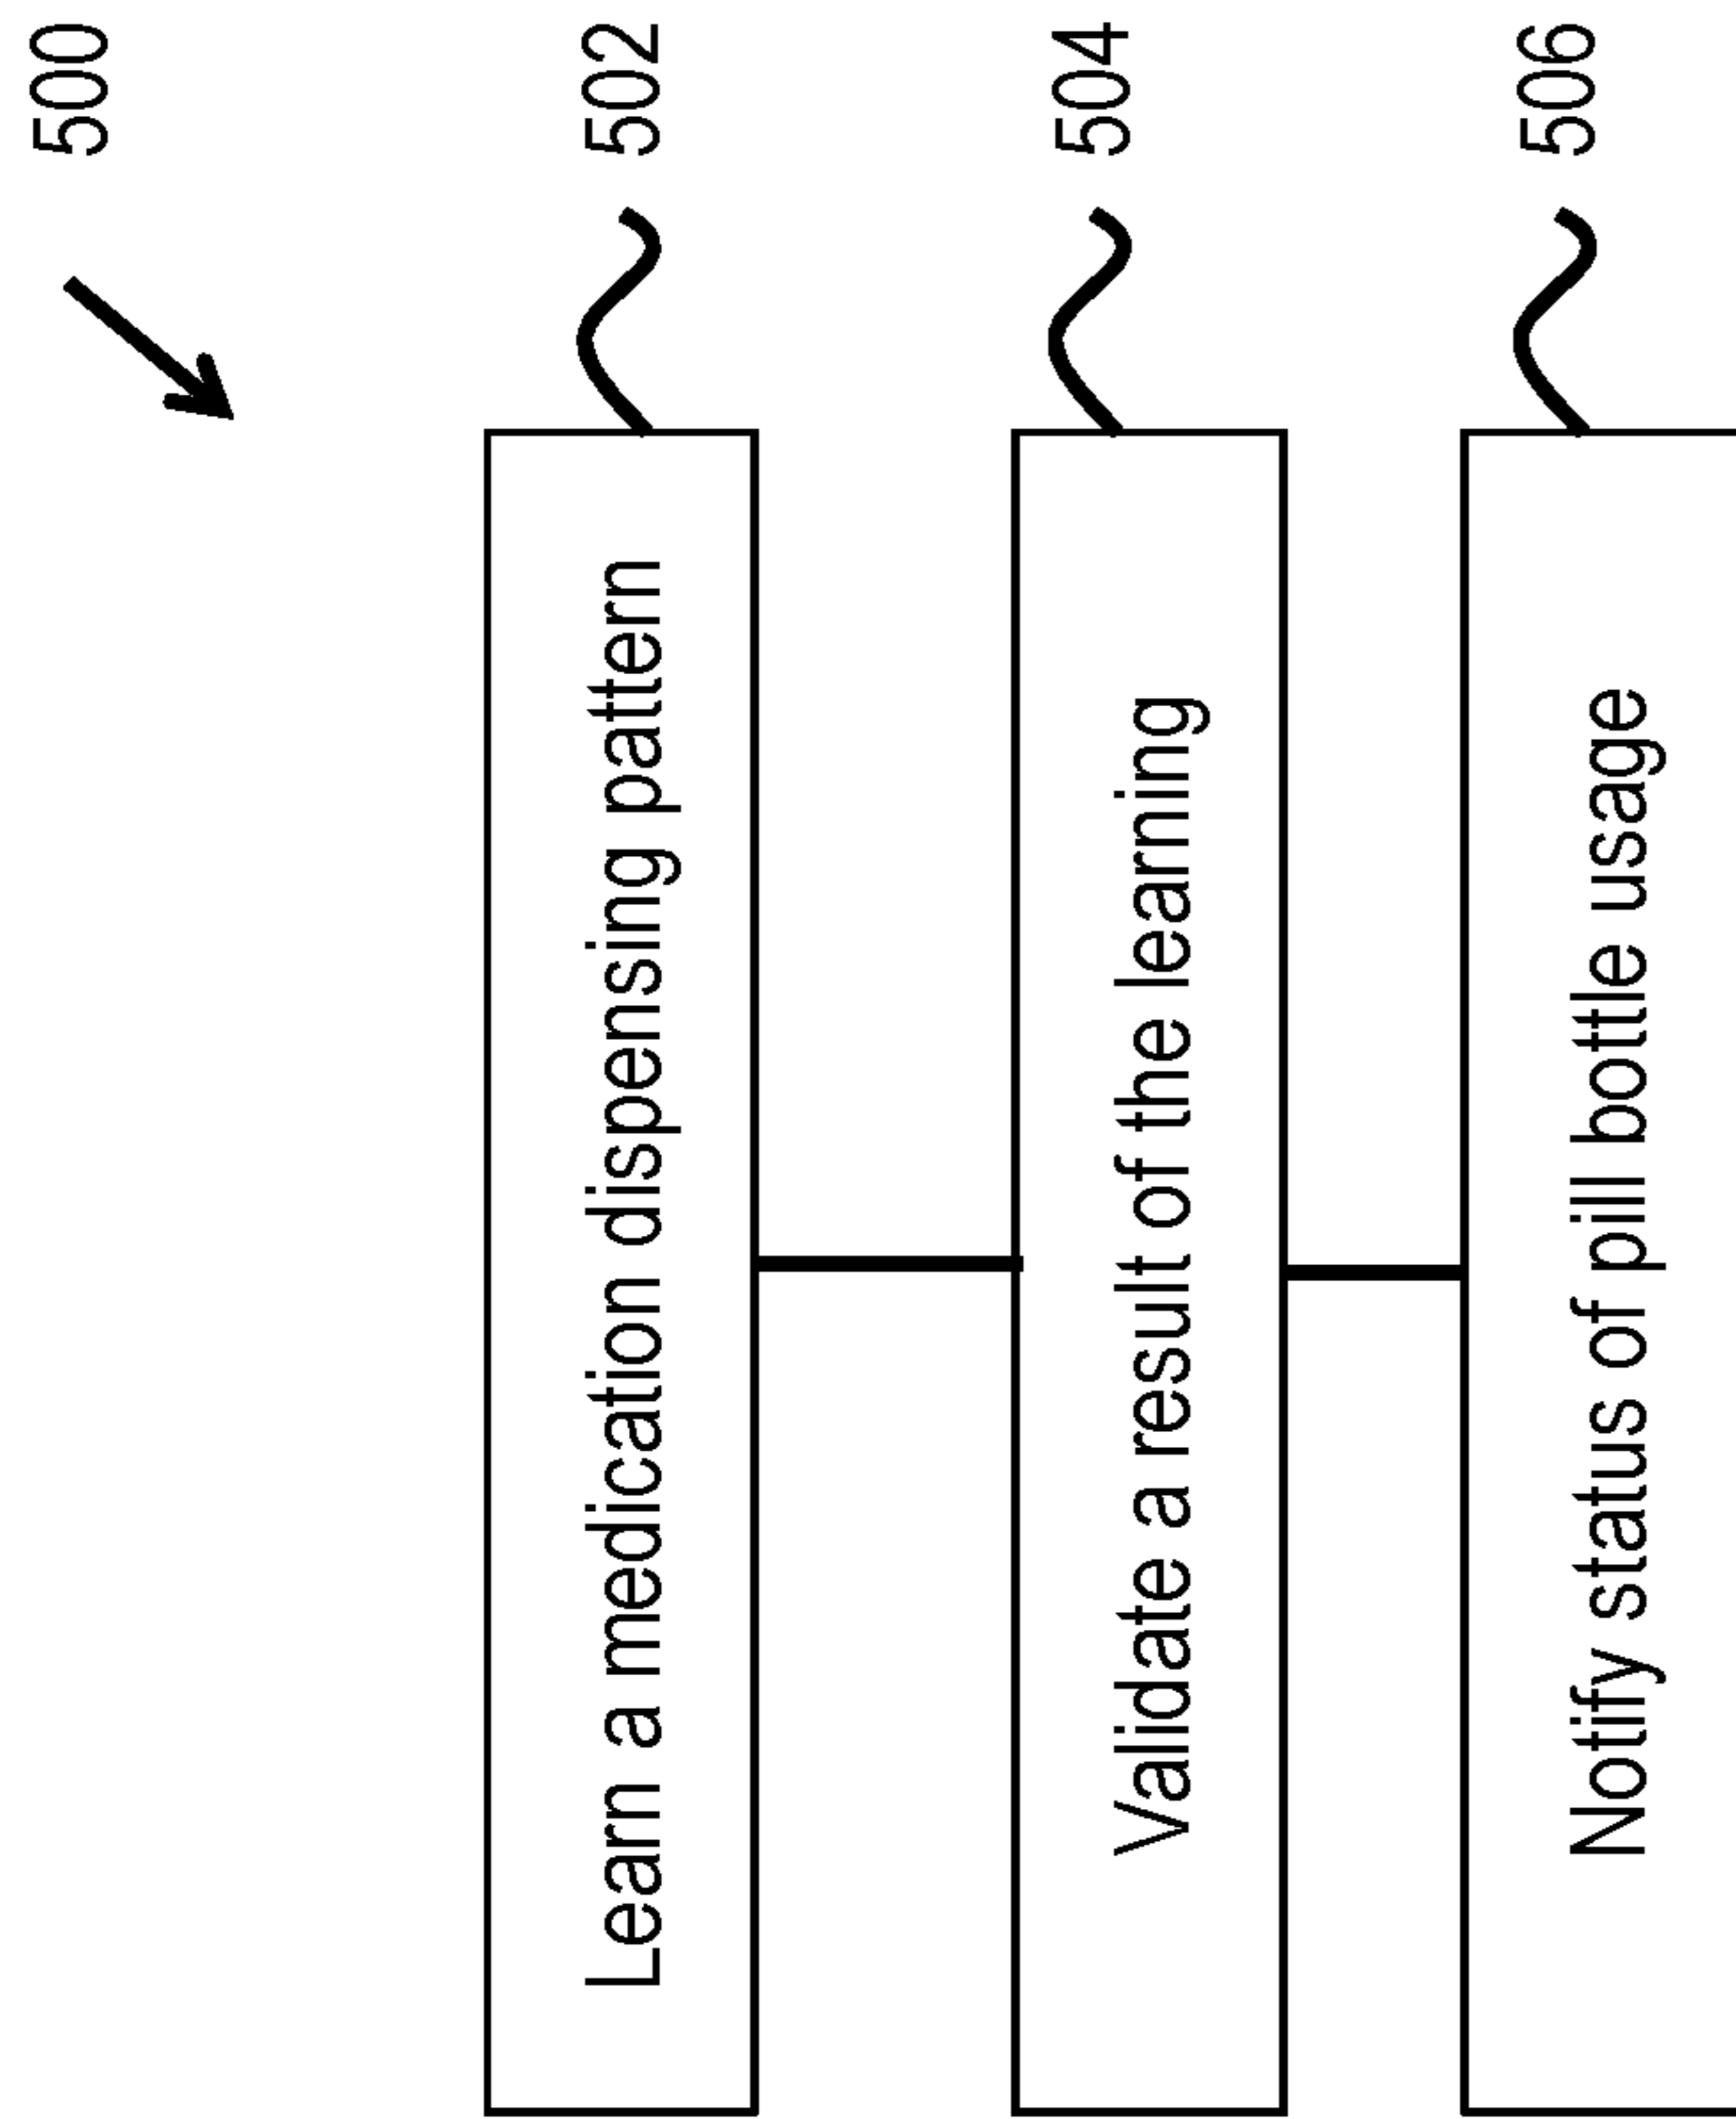 500
Learn a medication dispensing pattern
502
Validate a result of the learning
504
Notify status of pill bottle usage
506